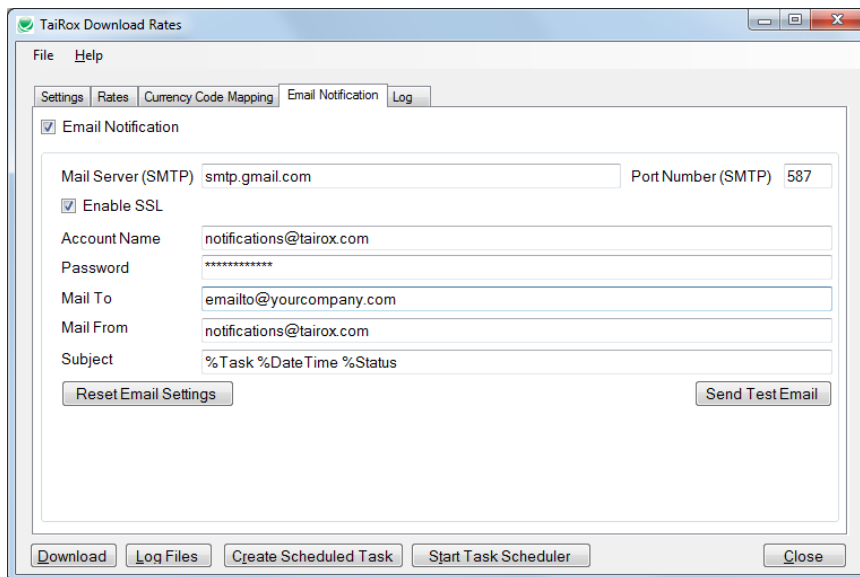 TaiRox Download Rates
File Help
Settings Rates Currency Code Mapping Email Notification Log
Email Notification
Mail Server (SMTP) smtp.gmail.com Port Number (SMTP) 587
Enable SSL
Account Name notifications@tairox.com
Password ************
Mail To emailto@yourcompany.com
Mail From notifications@tairox.com
Subject %Task %DateTime %Status
Reset Email Settings Send Test Email
Download Log Files Create Scheduled Task Start Task Scheduler Close